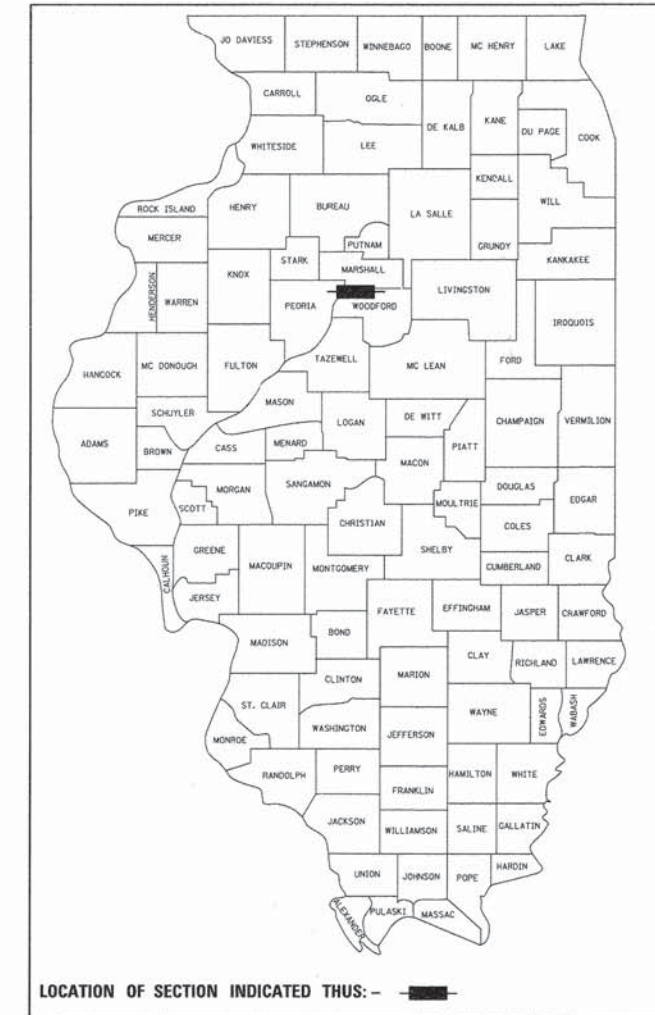 JO DAVIESS STEPHENSON WINNEBAGO BOONE MC HENRY LAKE
CARROLL OGLE DE KALB KANE DU PAGE COOK
WHITESIDE LEE KENDALL WILL
ROCK ISLAND HENRY BUREAU LA SALLE GRUNDY
MERCER STARK PUTNAM KANKAKEE
HENDERSON WARREN KNOX MARSHALL LIVINGSTON
PEORIA WOODFORD IROQUOIS
HANCOCK MC DONOUGH FULTON TAZEWELL MC LEAN FORD
SCHUYLER MASON LOGAN DE WITT CHAMPAIGN VERMILION
ADAMS BROWN CASS MENARD MACON PIATT
PIKE SCOTT MORGAN SANGAMON MOULTRIE DOUGLAS EDGAR
CHRISTIAN COLES
CALHOUN GREENE MACOUPIN MONTGOMERY SHELBY CUMBERLAND CLARK
JERSEY FAYETTE EFFINGHAM JASPER CRAWFORD
MADISON BOND CLAY RICHLAND LAWRENCE
CLINTON MARION
ST. CLAIR WAYNE EDWARDS WABASH
MONROE WASHINGTON JEFFERSON
RANDOLPH PERRY HAMILTON WHITE
FRANKLIN
JACKSON WILLIAMSON SALINE GALLATIN
UNION JOHNSON POPE HARDIN
ALEXANDER PULASKI MASSAC
LOCATION OF SECTION INDICATED THUS: -